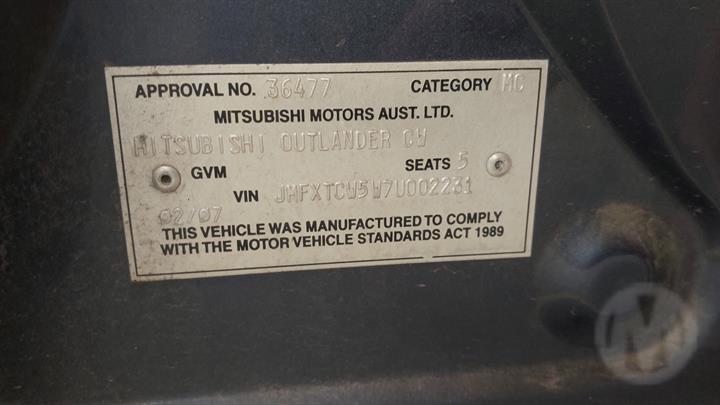 APPROVAL NO. 36477 CATEGORY MC
MITSUBISHI MOTORS AUST. LTD.
MITSUBISHI OUTLANDER CW
GVM SEATS 5
VIN JMFXTCW5W7U002231
02/07
THIS VEHICLE WAS MANUFACTURED TO COMPLY
WITH THE MOTOR VEHICLE STANDARDS ACT 1989
M